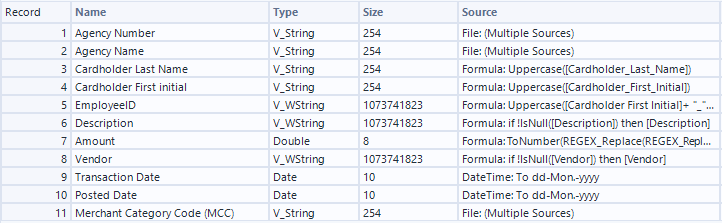 Record Name Type Size Source
1 Agency Number V_String 254 File: (Multiple Sources)
2 Agency Name V_String 254 File: (Multiple Sources)
3 Cardholder Last Name V_String 254 Formula: Uppercase([Cardholder_Last_Name])
4 Cardholder First initial V_String 254 Formula: Uppercase([Cardholder_First_Initial])
5 EmployeeID V_WString 1073741823 Formula: Uppercase([Cardholder First Initial]+ "_"...
6 Description V_WString 1073741823 Formula: if !IsNull([Description]) then [Description]
7 Amount Double 8 Formula: ToNumber(REGEX_Replace(REGEX_Repl...
8 Vendor V_WString 1073741823 Formula: if !IsNull([Vendor]) then [Vendor]
9 Transaction Date Date 10 DateTime: To dd-Mon.-yyyy
10 Posted Date Date 10 DateTime: To dd-Mon.-yyyy
11 Merchant Category Code (MCC) V_String 254 File: (Multiple Sources)